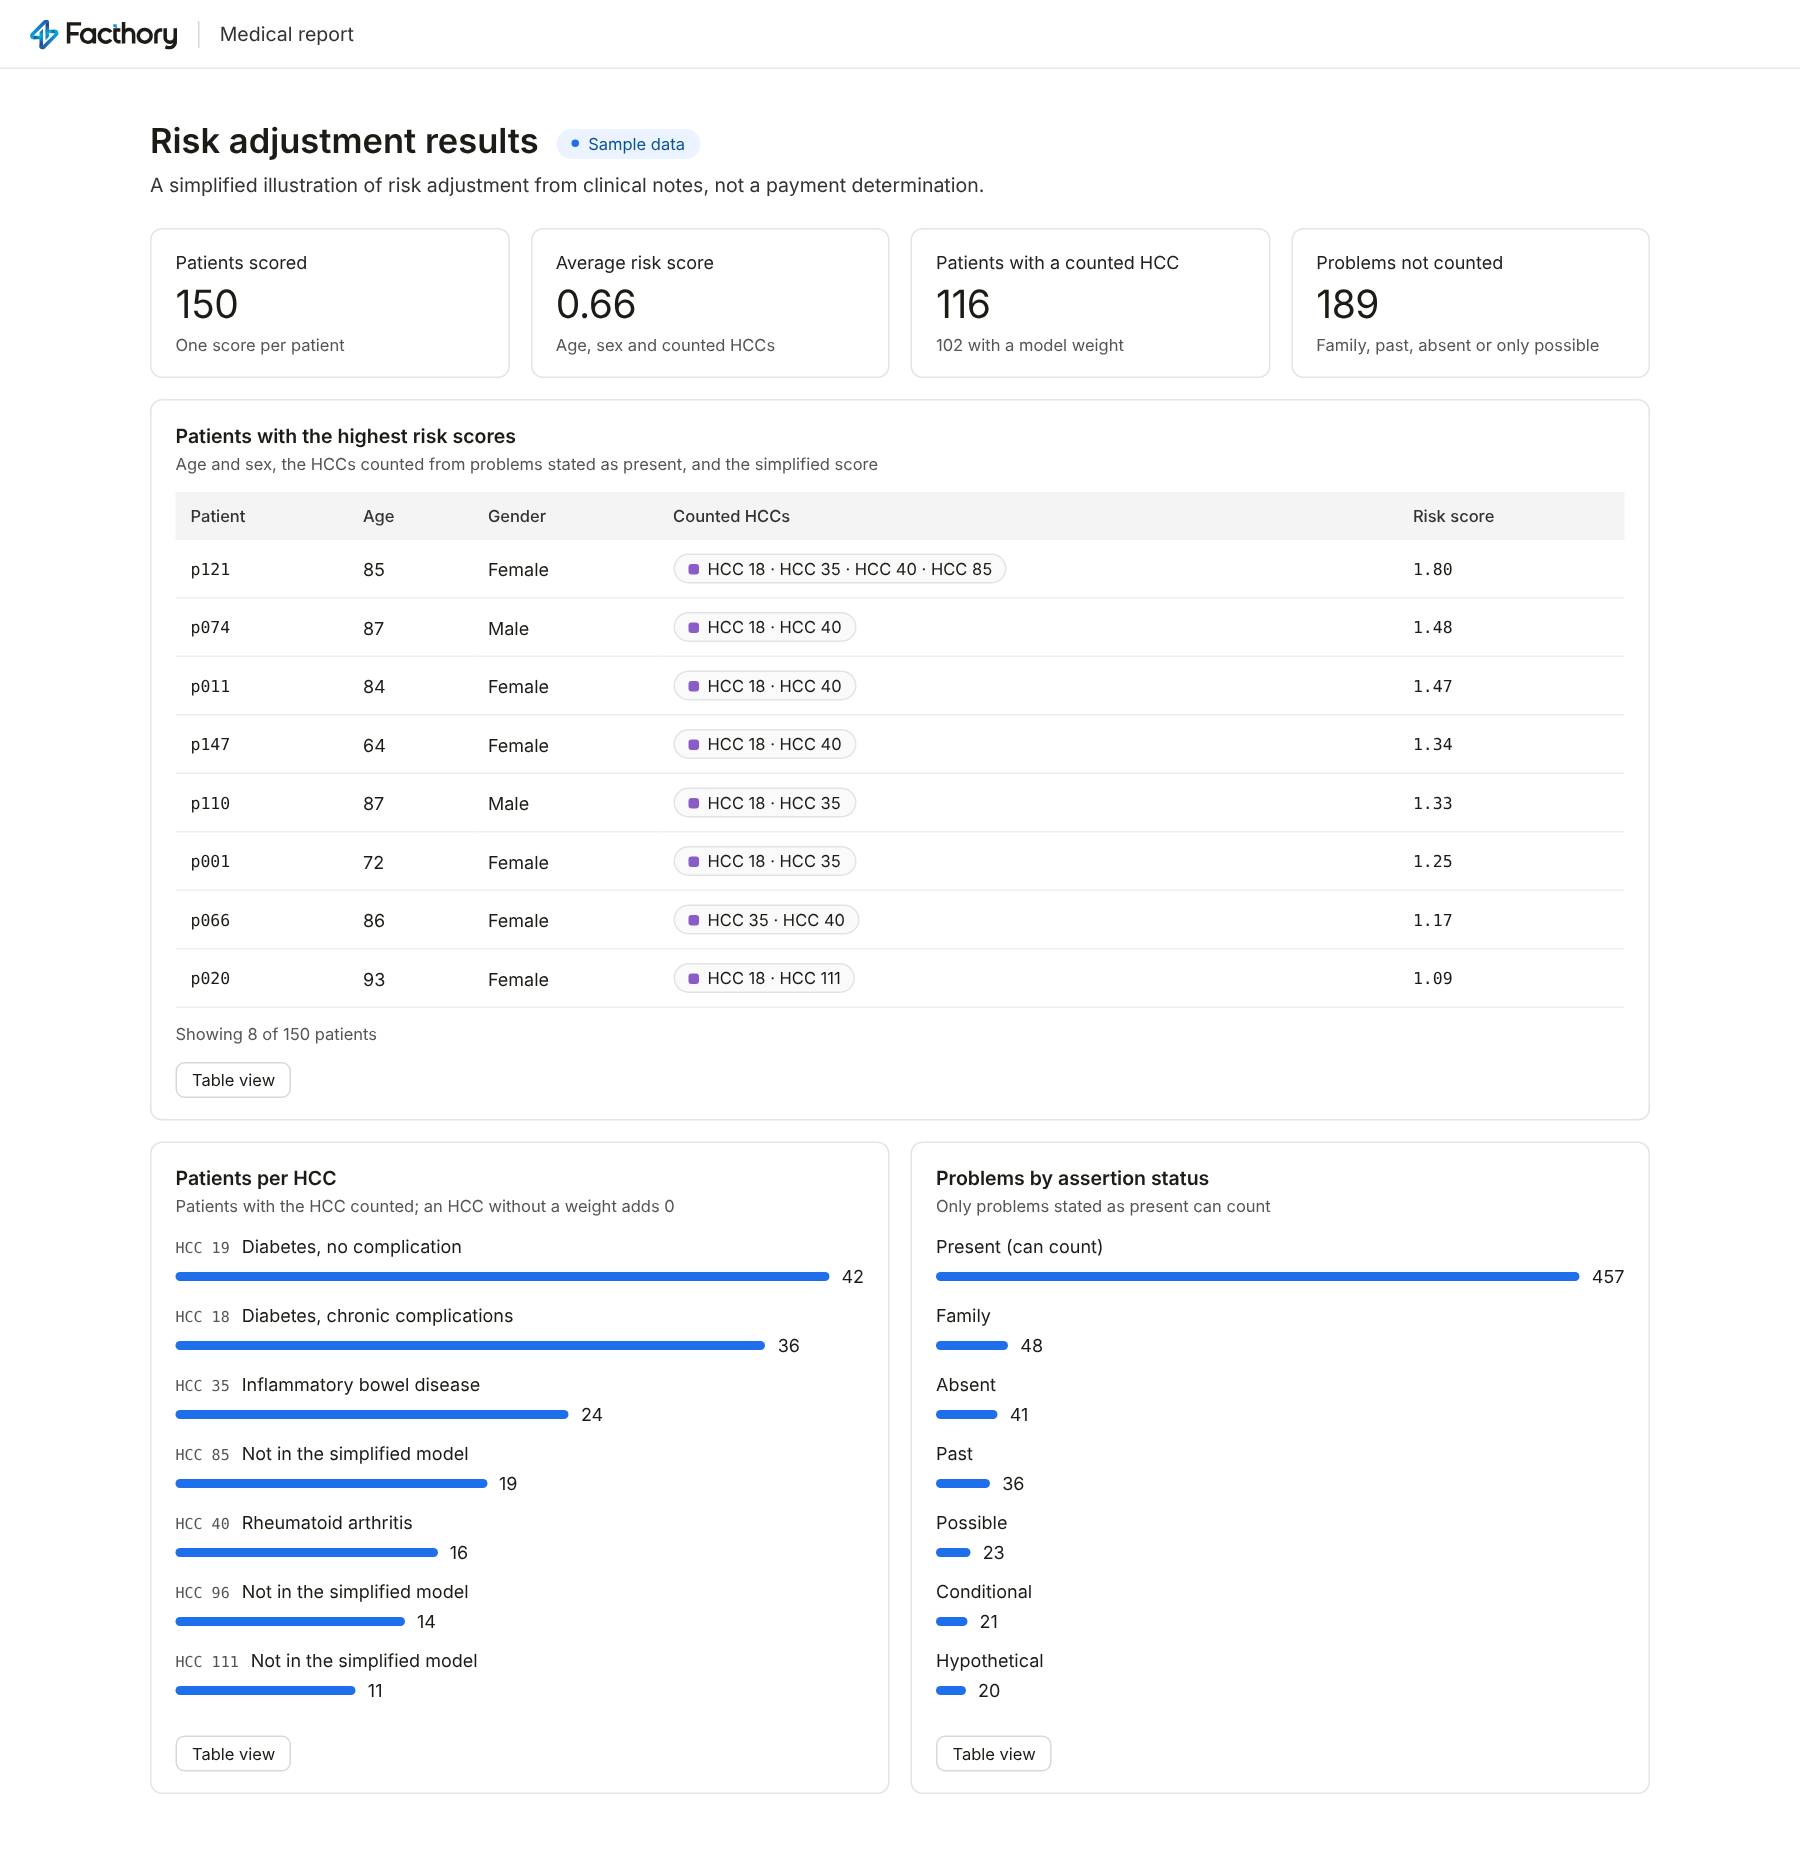 Facthory
Medical report
Risk adjustment results
Sample data
A simplified illustration of risk adjustment from clinical notes, not a payment determination.
Patients scored
150
One score per patient
Average risk score
0.66
Age, sex and counted HCCs
Patients with a counted HCC
116
102 with a model weight
Problems not counted
189
Family, past, absent or only possible
Patients with the highest risk scores
Age and sex, the HCCs counted from problems stated as present, and the simplified score
Patient Age Gender Counted HCCs Risk score
p121 85 Female HCC 18 · HCC 35 · HCC 40 · HCC 85 1.80
p074 87 Male HCC 18 · HCC 40 1.48
p011 84 Female HCC 18 · HCC 40 1.47
p147 64 Female HCC 18 · HCC 40 1.34
p110 87 Male HCC 18 · HCC 35 1.33
p001 72 Female HCC 18 · HCC 35 1.25
p066 86 Female HCC 35 · HCC 40 1.17
p020 93 Female HCC 18 · HCC 111 1.09
Showing 8 of 150 patients
Table view
Patients per HCC
Patients with the HCC counted; an HCC without a weight adds 0
HCC 19 Diabetes, no complication
42
HCC 18 Diabetes, chronic complications
36
HCC 35 Inflammatory bowel disease
24
HCC 85 Not in the simplified model
19
HCC 40 Rheumatoid arthritis
16
HCC 96 Not in the simplified model
14
HCC 111 Not in the simplified model
11
Table view
Problems by assertion status
Only problems stated as present can count
Present (can count)
457
Family
48
Absent
41
Past
36
Possible
23
Conditional
21
Hypothetical
20
Table view